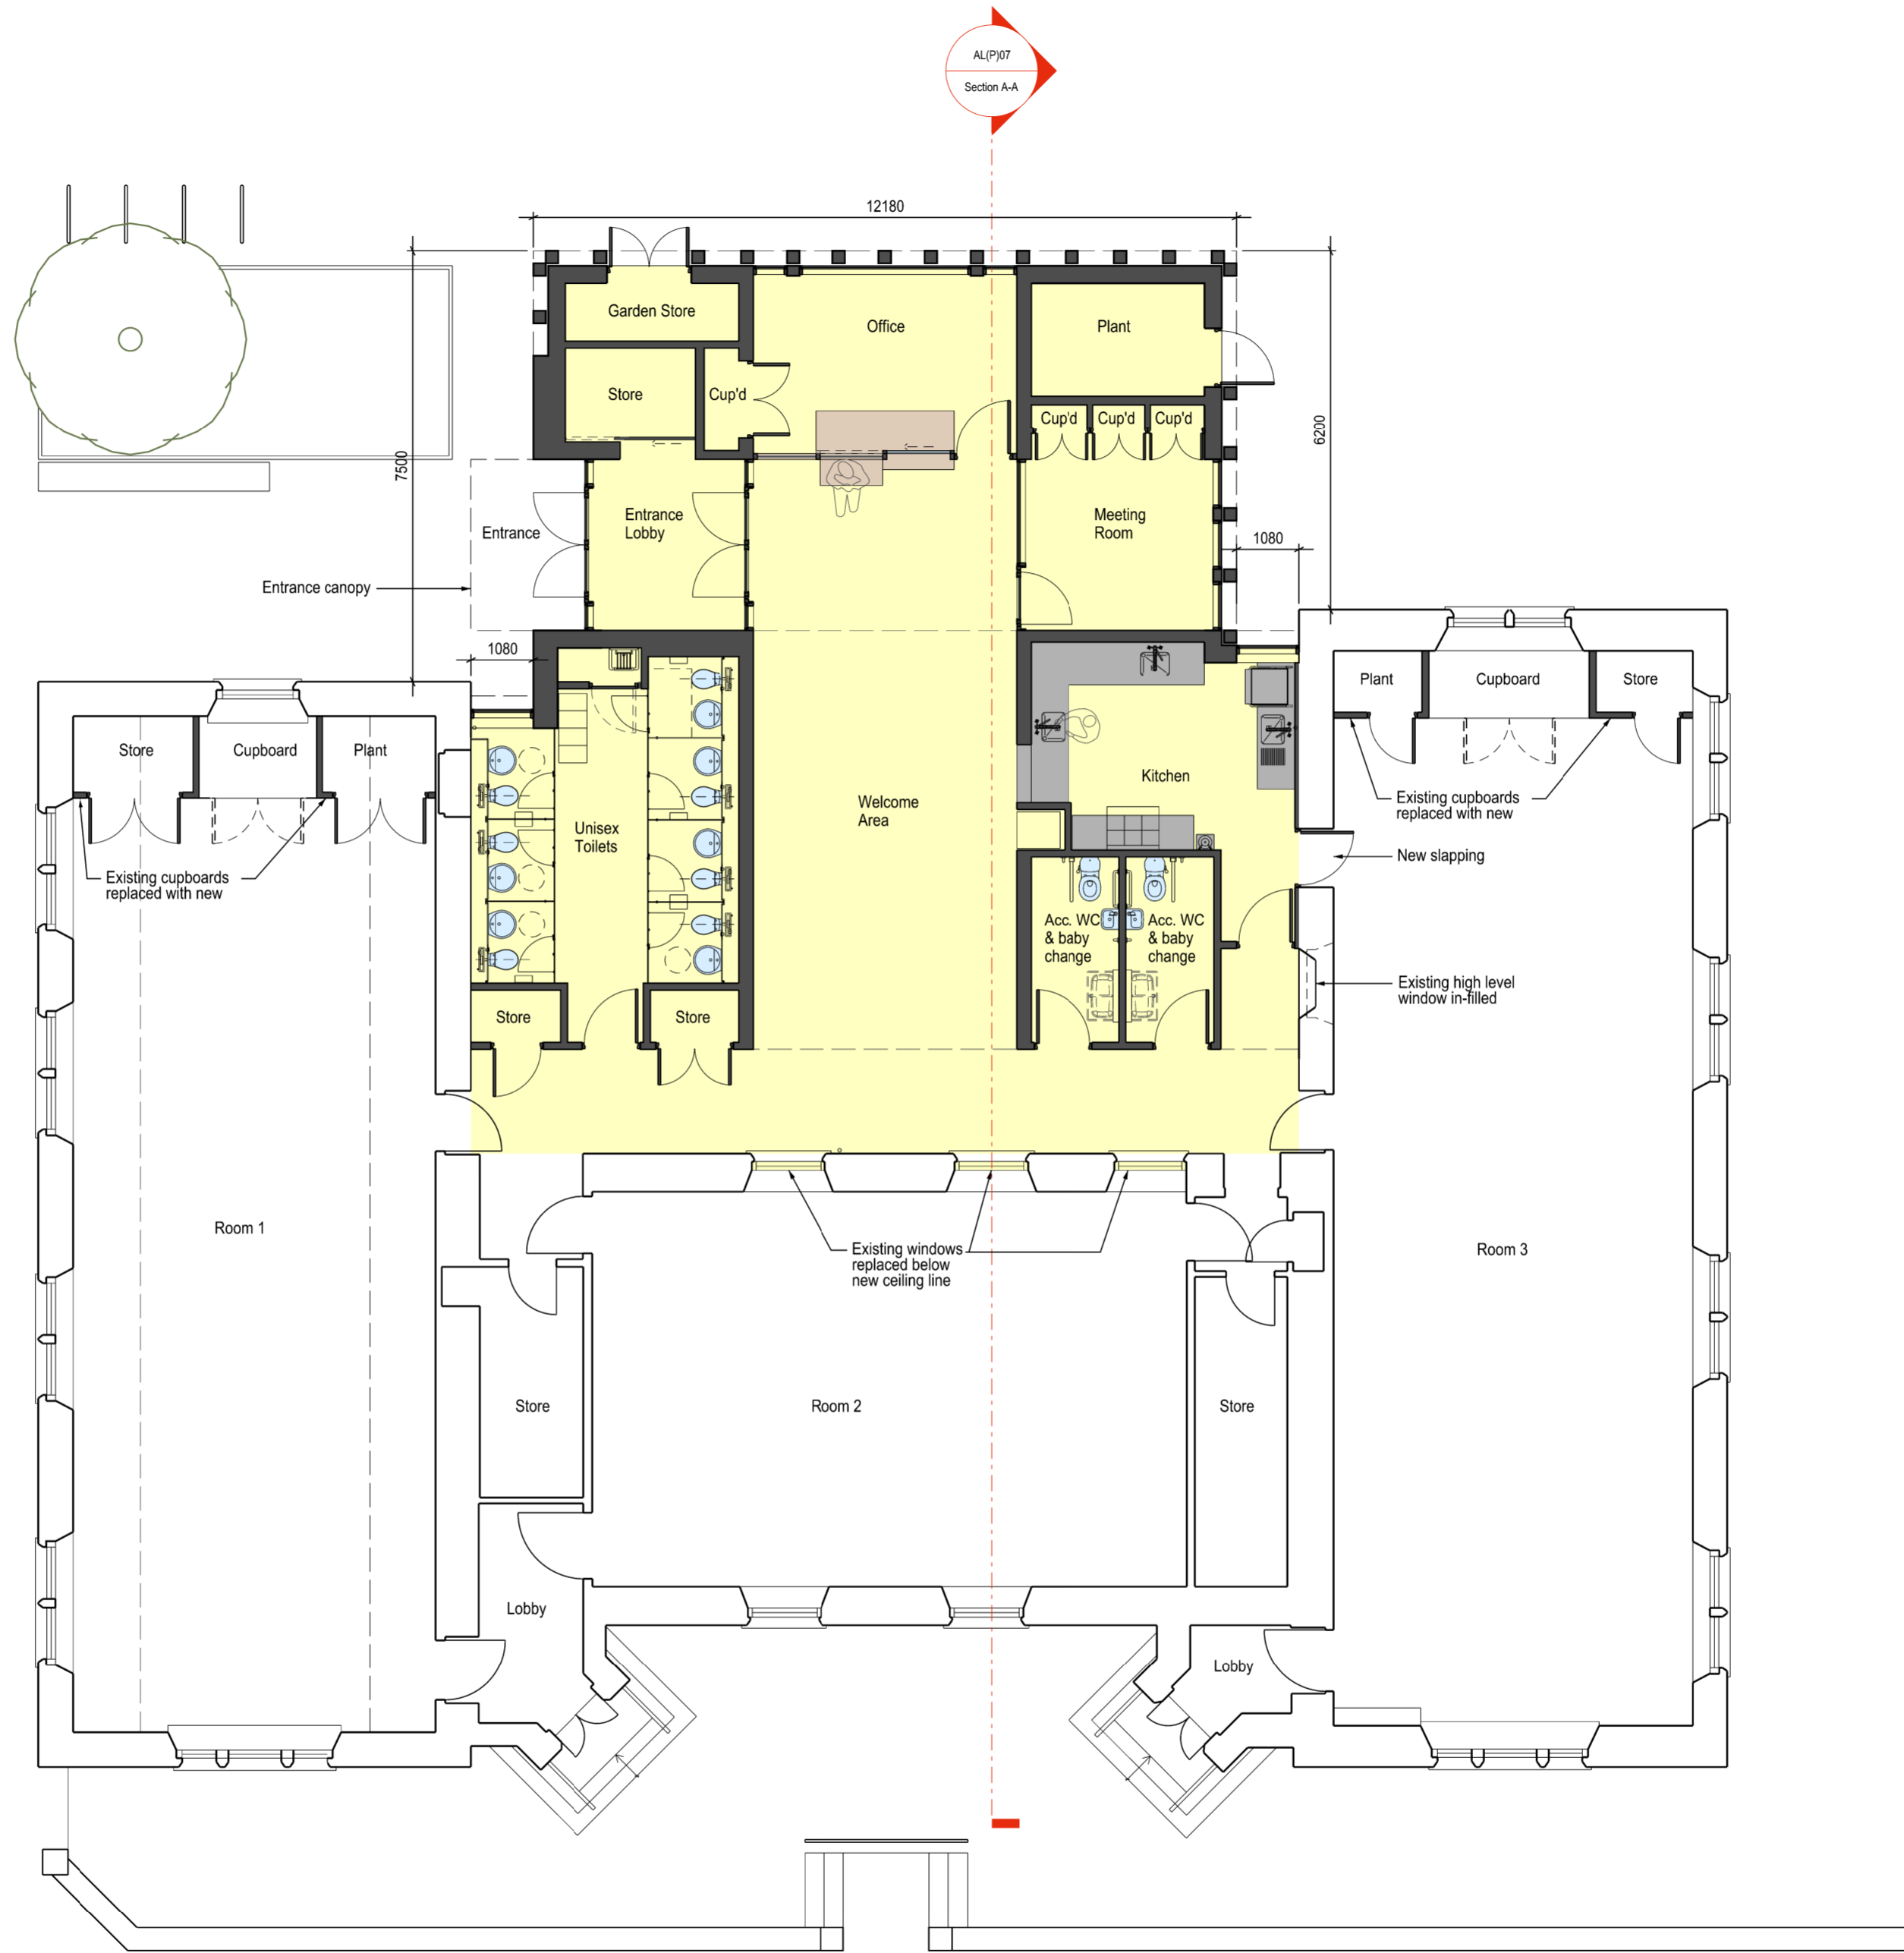 AL(P)07
Section A-A
12180
Garden Store
Office
Plant
Store
Cup'd
Cup'd
Cup'd
Cup'd
7500
6200
Entrance
Entrance
Lobby
Meeting
Room
1080
Entrance canopy
1080
Plant
Cupboard
Store
Store
Cupboard
Plant
Kitchen
Existing cupboards
replaced with new
Welcome
Area
Unisex
Toilets
New slapping
Existing cupboards
replaced with new
Acc. WC
& baby
change
Acc. WC
& baby
change
Existing high level
window in-filled
Store
Store
Room 1
Existing windows
replaced below
new ceiling line
Room 3
Store
Room 2
Store
Lobby
Lobby